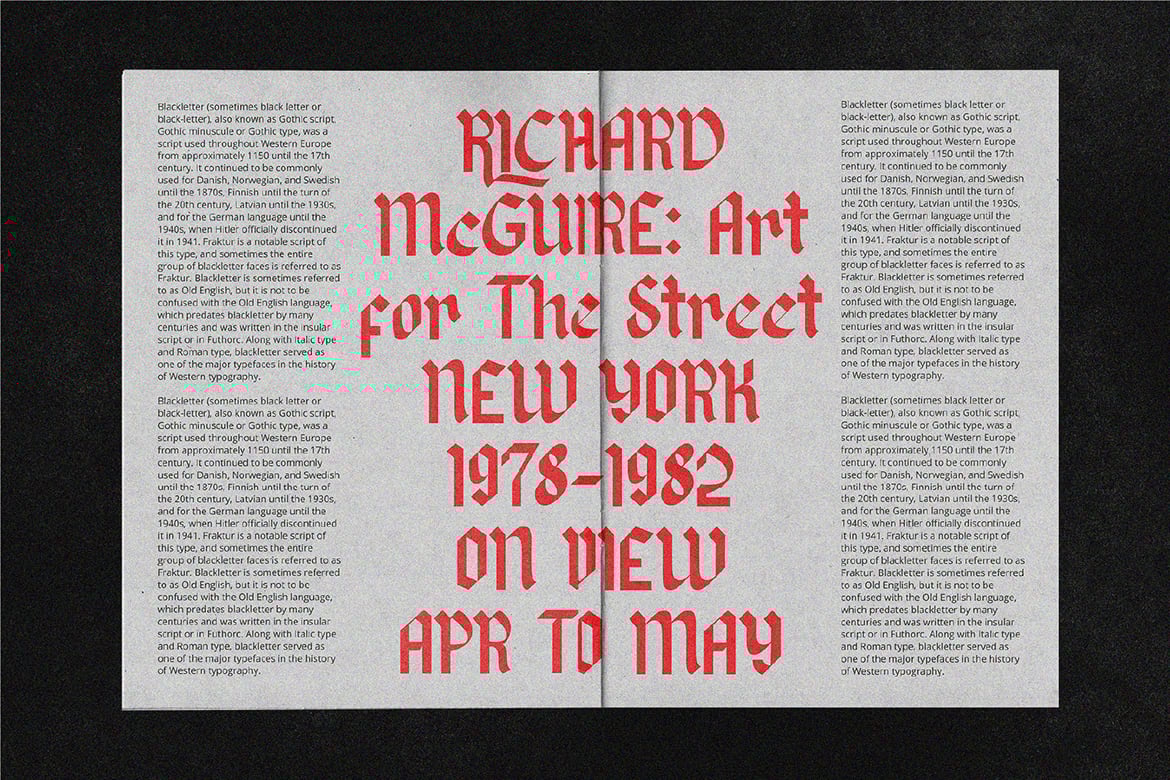 Blackletter (sometimes black letter or
black-letter), also known as Gothic script,
Gothic minuscule or Gothic type, was a
script used throughout Western Europe
from approximately 1150 until the 17th
century. It continued to be commonly
used for Danish, Norwegian, and Swedish
until the 1870s, Finnish until the turn of
the 20th century, Latvian until the 1930s,
and for the German language until the
1940s, when Hitler officially discontinued
it in 1941. Fraktur is a notable script of
this type, and sometimes the entire
group of blackletter faces is referred to as
Fraktur. Blackletter is sometimes referred
to as Old English, but it is not to be
confused with the Old English language,
which predates blackletter by many
centuries and was written in the insular
script or in Futhorc. Along with Italic type
and Roman type, blackletter served as
one of the major typefaces in the history
of Western typography.
Blackletter (sometimes black letter or
black-letter), also known as Gothic script,
Gothic minuscule or Gothic type, was a
script used throughout Western Europe
from approximately 1150 until the 17th
century. It continued to be commonly
used for Danish, Norwegian, and Swedish
until the 1870s, Finnish until the turn of
the 20th century, Latvian until the 1930s,
and for the German language until the
1940s, when Hitler officially discontinued
it in 1941. Fraktur is a notable script of
this type, and sometimes the entire
group of blackletter faces is referred to as
Fraktur. Blackletter is sometimes referred
to as Old English, but it is not to be
confused with the Old English language,
which predates blackletter by many
centuries and was written in the insular
script or in Futhorc. Along with Italic type
and Roman type, blackletter served as
one of the major typefaces in the history
of Western typography.
RICHARD
McGUIRE: Art
for The Street
NEW YORK
1978-1982
ON VIEW
APR TO MAY
Blackletter (sometimes black letter or
black-letter), also known as Gothic script,
Gothic minuscule or Gothic type, was a
script used throughout Western Europe
from approximately 1150 until the 17th
century. It continued to be commonly
used for Danish, Norwegian, and Swedish
until the 1870s, Finnish until the turn of
the 20th century, Latvian until the 1930s,
and for the German language until the
1940s, when Hitler officially discontinued
it in 1941. Fraktur is a notable script of
this type, and sometimes the entire
group of blackletter faces is referred to as
Fraktur. Blackletter is sometimes referred
to as Old English, but it is not to be
confused with the Old English language,
which predates blackletter by many
centuries and was written in the insular
script or in Futhorc. Along with Italic type
and Roman type, blackletter served as
one of the major typefaces in the history
of Western typography.
Blackletter (sometimes black letter or
black-letter), also known as Gothic script,
Gothic minuscule or Gothic type, was a
script used throughout Western Europe
from approximately 1150 until the 17th
century. It continued to be commonly
used for Danish, Norwegian, and Swedish
until the 1870s, Finnish until the turn of
the 20th century, Latvian until the 1930s,
and for the German language until the
1940s, when Hitler officially discontinued
it in 1941. Fraktur is a notable script of
this type, and sometimes the entire
group of blackletter faces is referred to as
Fraktur. Blackletter is sometimes referred
to as Old English, but it is not to be
confused with the Old English language,
which predates blackletter by many
centuries and was written in the insular
script or in Futhorc. Along with Italic type
and Roman type, blackletter served as
one of the major typefaces in the history
of Western typography.